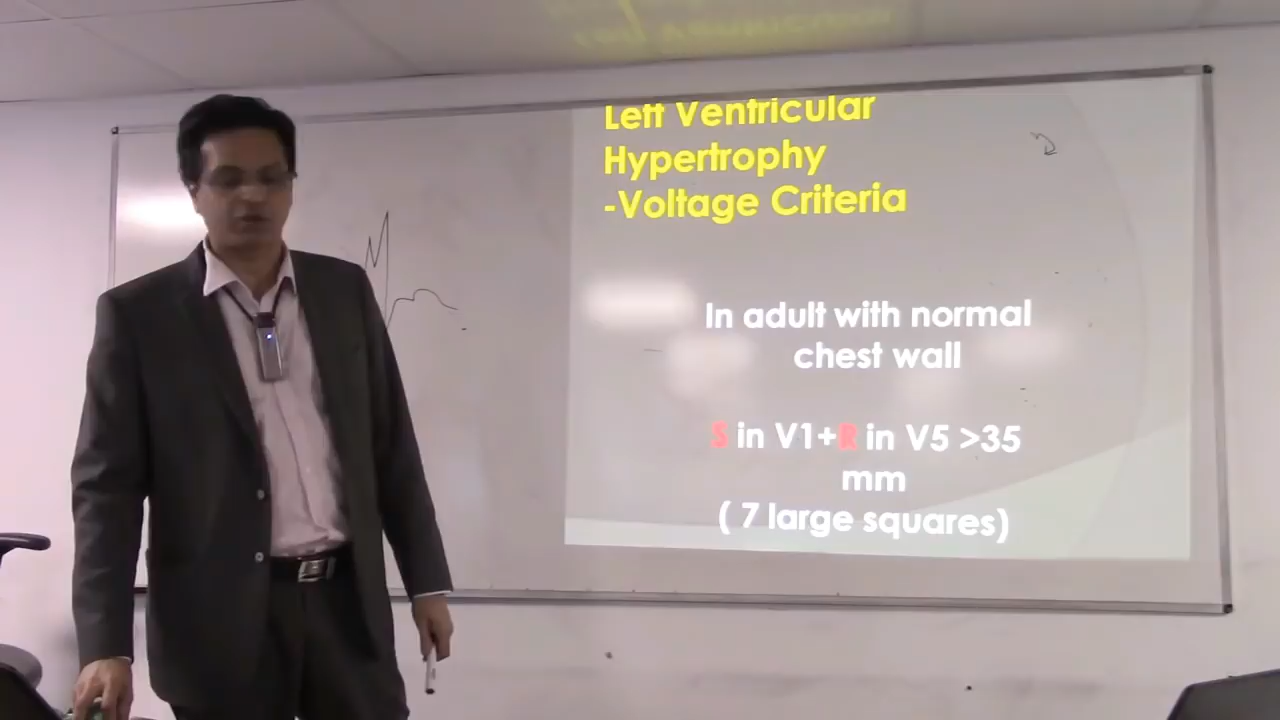 Left Ventricular
Hypertrophy
-Voltage Criteria
In adult with normal
chest wall
S in V1+R in V5 >35
mm
( 7 large squares)